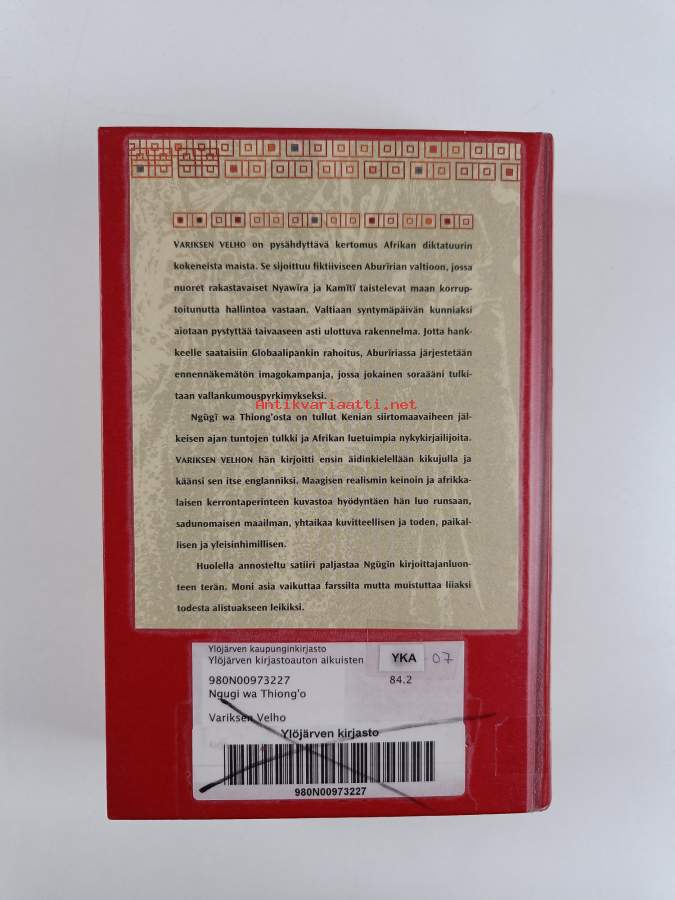 VARIKSEN VELHO on pysähdyttävä kertomus Afrikan diktatuurin
kokeneista maista. Se sijoittuu fiktiiviseen Aburĩrian valtioon, jossa
nuoret rakastavaiset Nyawĩra ja Kamĩtĩ taistelevat maan korrup-
toitunutta hallintoa vastaan. Valtiaan syntymäpäivän kunniaksi
aiotaan pystyttää taivaaseen asti ulottuva rakennelma. Jotta hank-
keelle saataisiin Globaalipankin rahoitus, Aburĩriassa järjestetään
ennennäkemätön imagokampanja, jossa jokainen soraääni tulki-
taan vallankumouspyrkimykseksi.
Antikvariaatti.net
Ngũgĩ wa Thiong'osta on tullut Kenian siirtomaavaiheen jäl-
keisen ajan tuntojen tulkki ja Afrikan luetuimpia nykykirjailijoita.
VARIKSEN VELHON hän kirjoitti ensin äidinkielellään kikujulla ja
käänsi sen itse englanniksi. Maagisen realismin keinoin ja afrikka-
laisen kerrontaperinteen kuvastoa hyödyntäen hän luo runsaan,
sadunomaisen maailman, yhtaikaa kuvitteellisen ja toden, paikal-
lisen ja yleisinhimillisen.
Huolella annosteltu satiiri paljastaa Ngũgĩn kirjoittajanluon-
teen terän. Moni asia vaikuttaa farssilta mutta muistuttaa liiaksi
todesta alistuakseen leikiksi.
Ylöjärven kaupunginkirjasto
Ylöjärven kirjastoauton aikuisten
YKA 07
980N00973227 84.2
Ngugi wa Thiong'o
Variksen Velho
Ylöjärven kirjasto
980N00973227